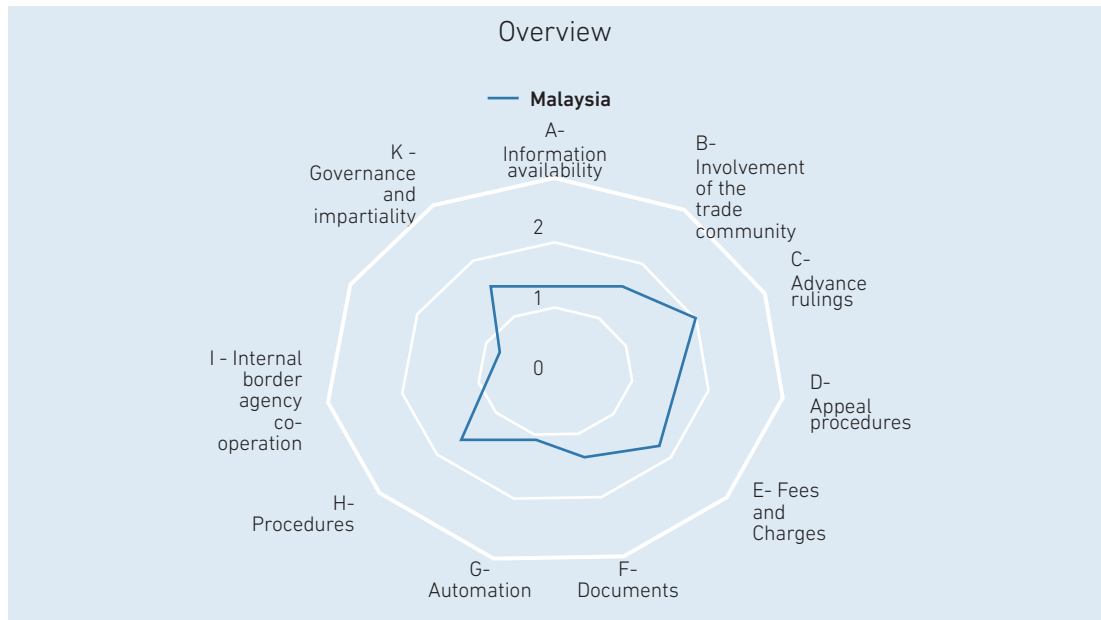 Overview
Malaysia
A-
Information
availability
B-
Involvement
of the
trade
community
C-
Advance
rulings
D-
Appeal
procedures
E- Fees
and
Charges
F-
Documents
G-
Automation
H-
Procedures
I - Internal
border
agency
co-
operation
K -
Governance
and
impartiality
2
1
0